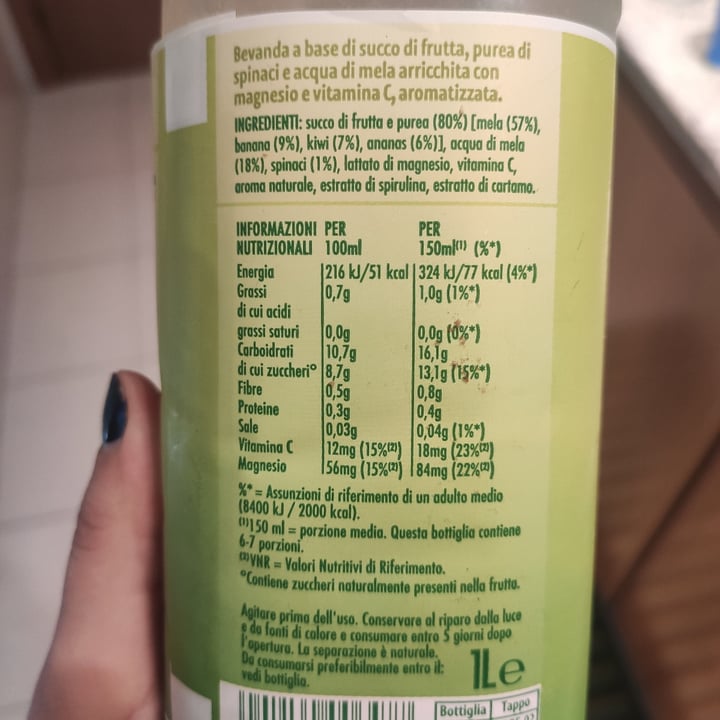 Bevanda a base di succo di frutta, purea di
spinaci e acqua di mela arricchita con
magnesio e vitamina C, aromatizzata.
INGREDIENTI: succo di frutta e purea (80%) [mela (57%),
banana (9%), kiwi (7%), ananas (6%)], acqua di mela
(18%), spinaci (1%), lattato di magnesio, vitamina C,
aroma naturale, estratto di spirulina, estratto di cartamo.
INFORMAZIONI PER PER
NUTRIZIONALI 100ml 150ml⁽¹⁾ (%*)
Energia 216 kJ/51 kcal 324 kJ/77 kcal (4%*)
Grassi 0,7g 1,0g (1%*)
di cui acidi
grassi saturi 0,0g 0,0g (0%*)
Carboidrati 10,7g 16,1g
di cui zuccheri° 8,7g 13,1g (15%*)
Fibre 0,5g 0,8g
Proteine 0,3g 0,4g
Sale 0,03g 0,04g (1%*)
Vitamina C 12mg (15%⁽²⁾) 18mg (23%⁽²⁾)
Magnesio 56mg (15%⁽²⁾) 84mg (22%⁽²⁾)
%* = Assunzioni di riferimento di un adulto medio
(8400 kJ / 2000 kcal).
⁽¹⁾150 ml = porzione media. Questa bottiglia contiene
6-7 porzioni.
⁽²⁾VNR = Valori Nutritivi di Riferimento.
°Contiene zuccheri naturalmente presenti nella frutta.
Agitare prima dell'uso. Conservare al riparo dalla luce
e da fonti di calore e consumare entro 5 giorni dopo
l'apertura. La separazione è naturale.
Da consumarsi preferibilmente entro il:
vedi bottiglia.
1L e
Bottiglia Tappo